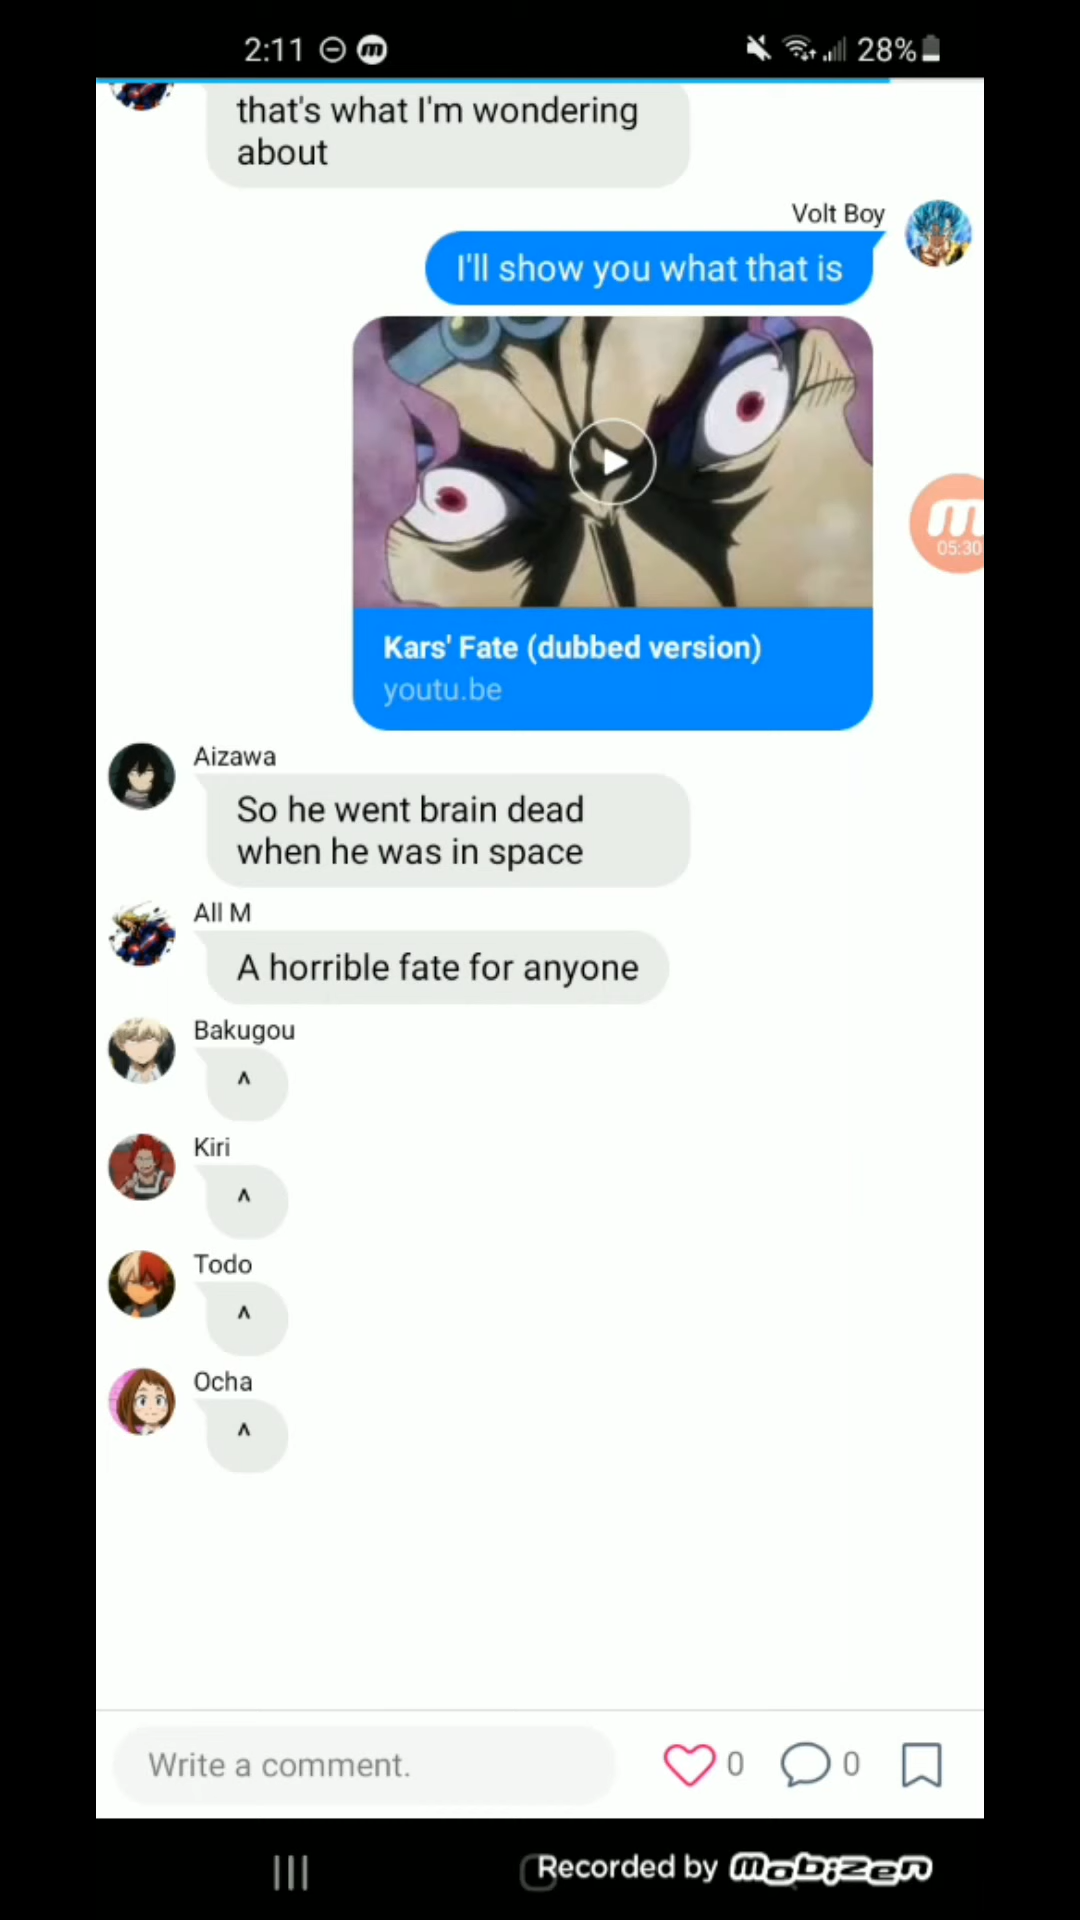 2:11
28%
that's what I'm wondering
about
Volt Boy
I'll show you what that is
m
05:30
Kars' Fate (dubbed version)
youtu.be
Aizawa
So he went brain dead
when he was in space
All M
A horrible fate for anyone
Bakugou
^
Kiri
^
Todo
^
Ocha
^
Write a comment.
0
0
Recorded by Mobizen